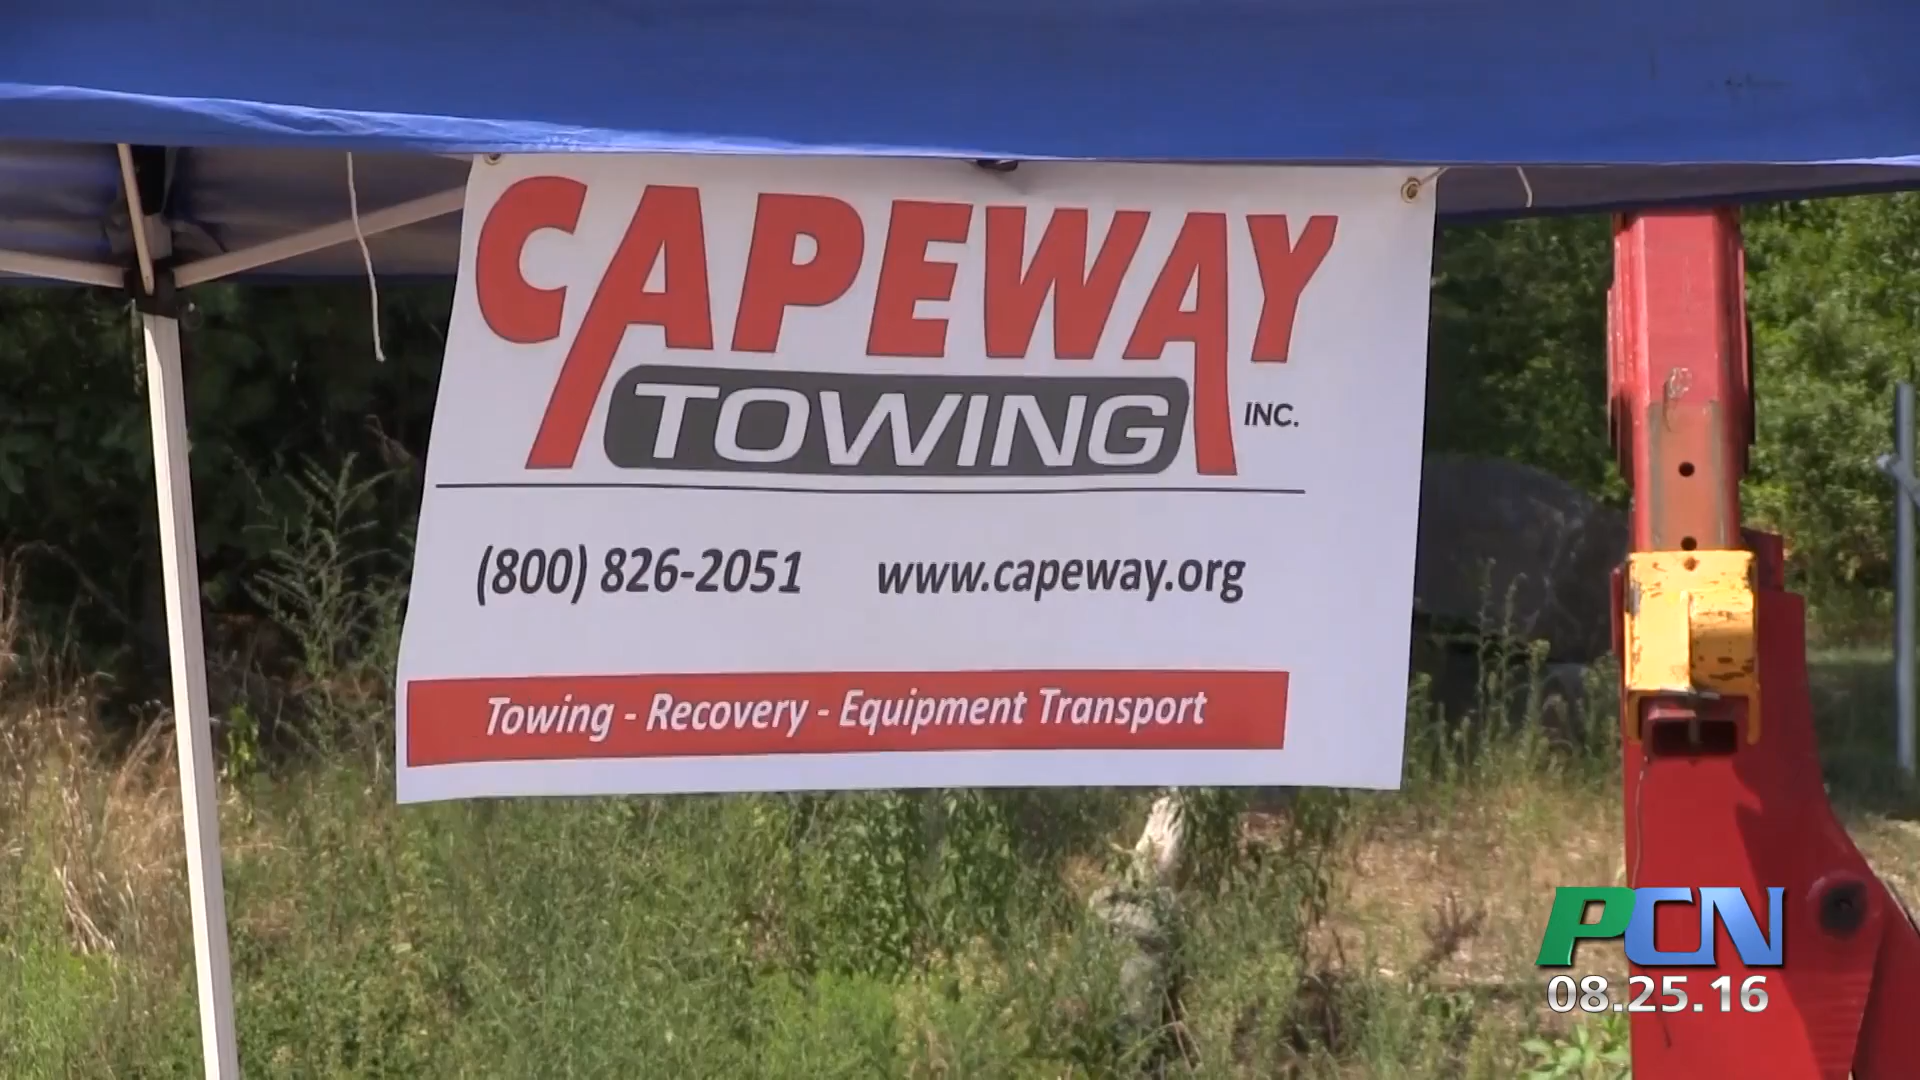 CAPEWAY
TOWING INC.
(800) 826-2051 www.capeway.org
Towing - Recovery - Equipment Transport
PCN
08.25.16